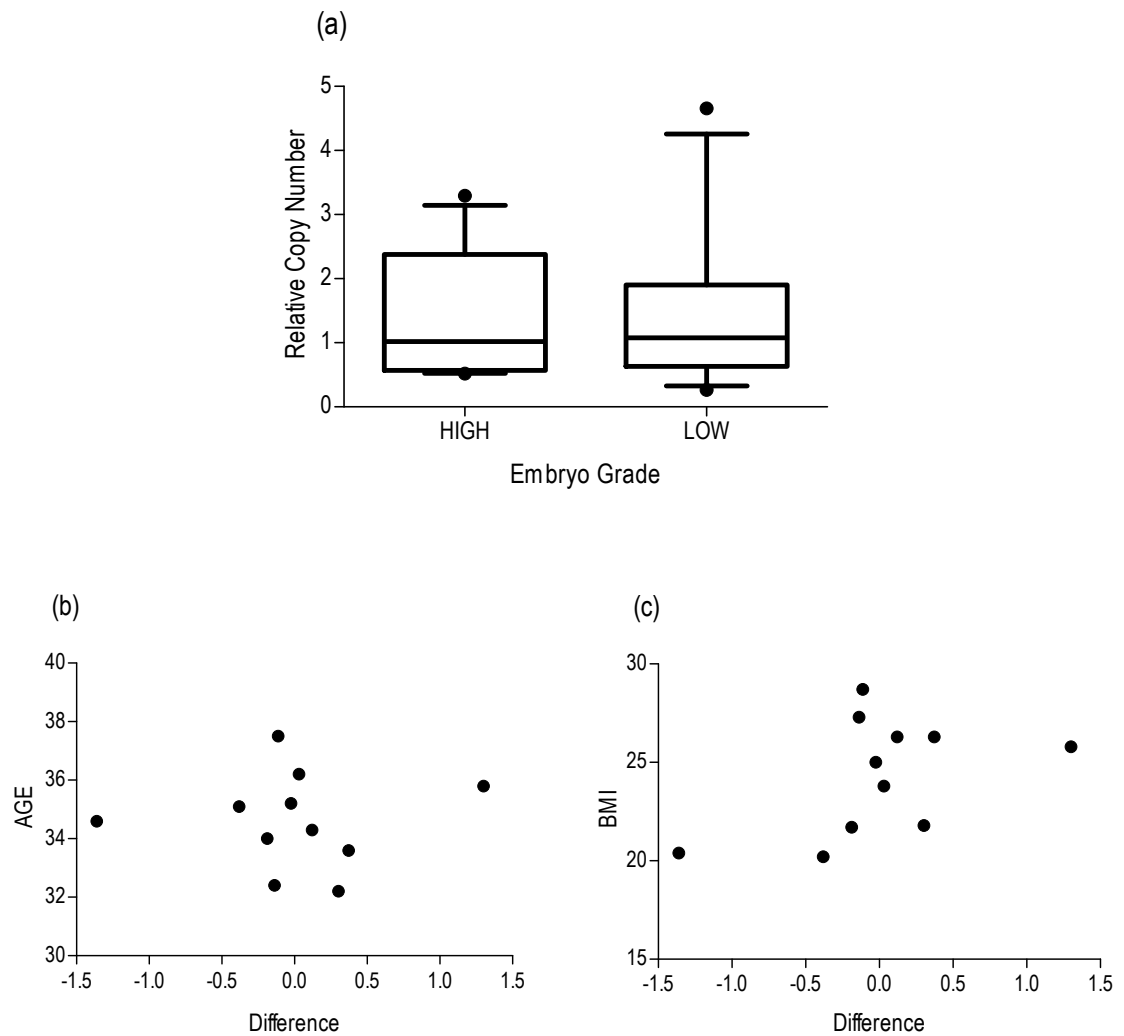 (a)
Relative Copy Number
5
4
3
2
1
0
HIGH LOW
Embryo Grade
(b)
AGE
40
38
36
34
32
30
-1.5 -1.0 -0.5 0.0 0.5 1.0 1.5
Difference
(c)
BMI
30
25
20
15
-1.5 -1.0 -0.5 0.0 0.5 1.0 1.5
Difference